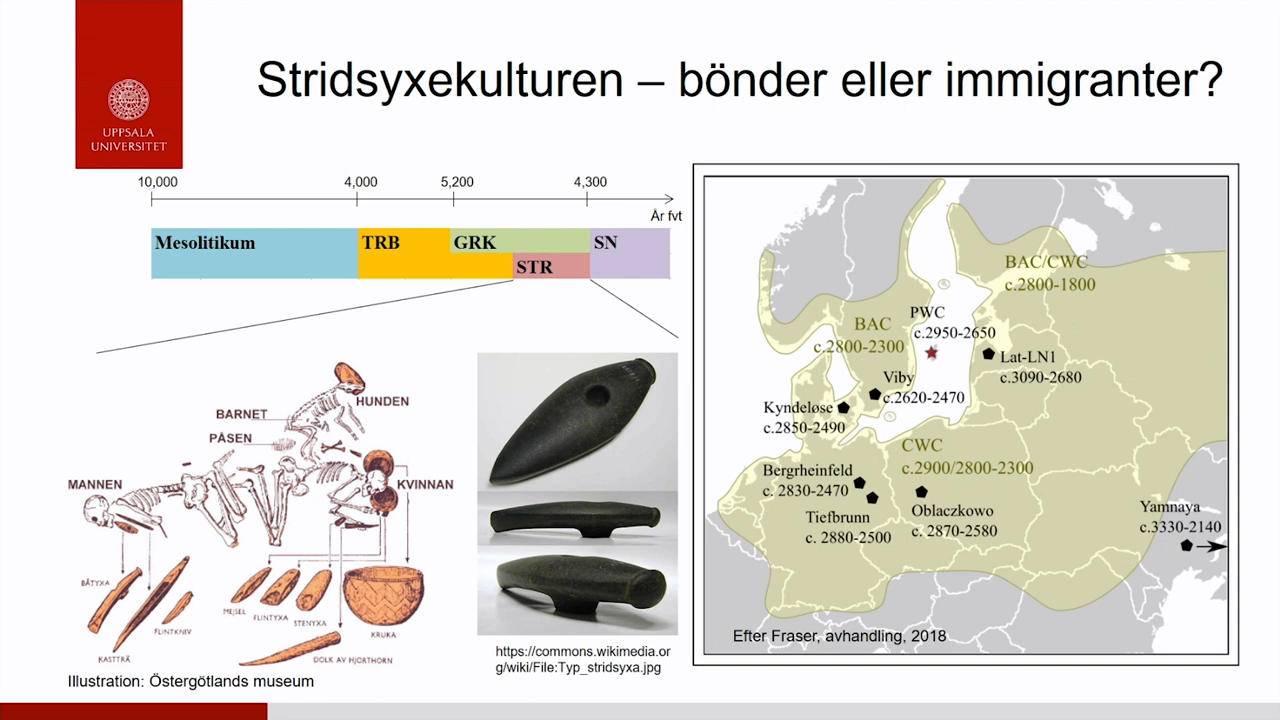 Stridsyxekulturen – bönder eller immigranter?
UPPSALA
UNIVERSITET
10,000
4,000
5,200
4,300
År fvt
Mesolitikum
TRB
GRK
SN
STR
HUNDEN
BARNET
PÅSEN
MANNEN
KVINNAN
BÅTYXA
KASTTRÄ
FLINTKNIV
MEJSEL
FLINTYXA
STENYXA
KRUKA
DOLK AV HJORTHORN
Illustration: Östergötlands museum
https://commons.wikimedia.or
g/wiki/File:Typ_stridsyxa.jpg
BAC/CWC
c.2800-1800
BAC
c.2800-2300
PWC
c.2950-2650
Lat-LN1
c.3090-2680
Viby
c.2620-2470
Kyndeløse
c.2850-2490
CWC
c.2900/2800-2300
Bergrheinfeld
c. 2830-2470
Tiefbrunn
c. 2880-2500
Oblaczkowo
c. 2870-2580
Yamnaya
c.3330-2140
Efter Fraser, avhandling, 2018